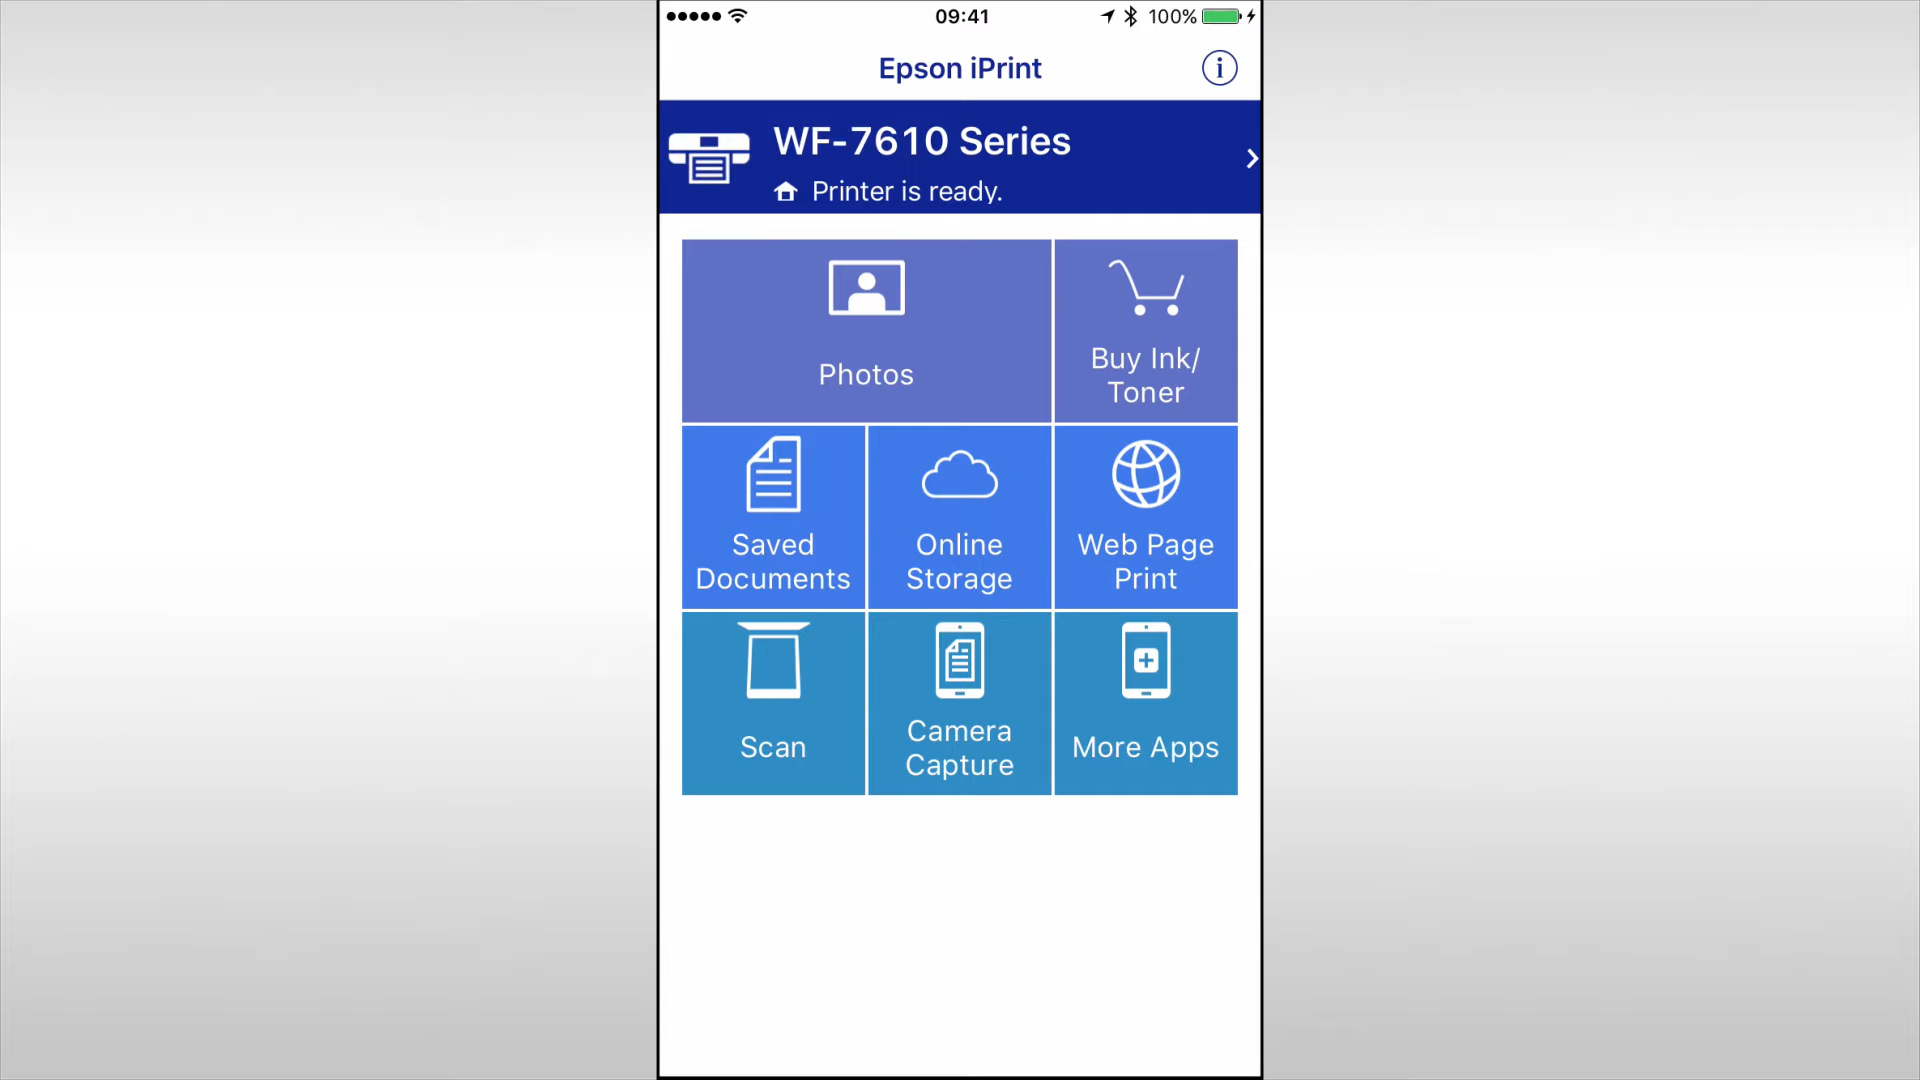 09:41
100%
Epson iPrint
i
WF-7610 Series
Printer is ready.
Photos
Buy Ink/
Toner
Saved
Documents
Online
Storage
Web Page
Print
Scan
Camera
Capture
More Apps